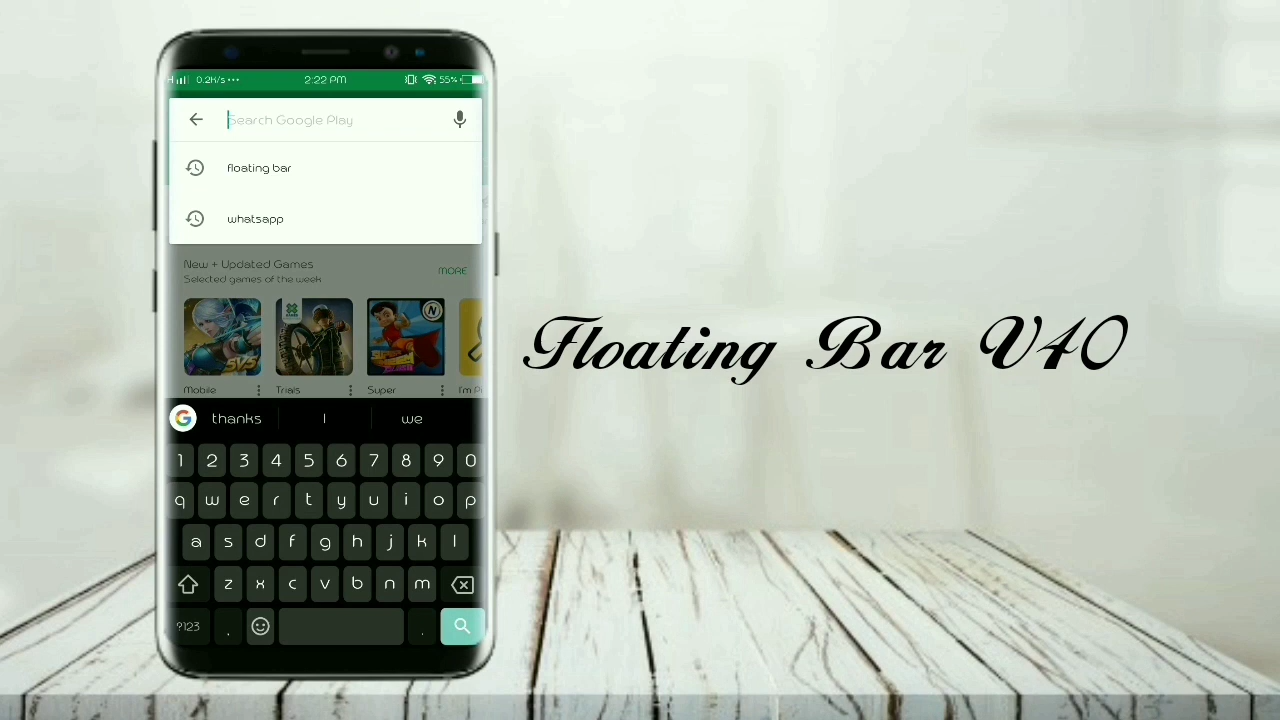 H 0.2K/s ••• 2:22 PM 55%
Search Google Play
floating bar
whatsapp
New + Updated Games
MORE
Selected games of the week
5V5
N
Mobile
Trials
Super
thanks I we
1 2 3 4 5 6 7 8 9 0
q w e r t y u i o p
a s d f g h j k l
z x c v b n m
?123 , .
Floating Bar V40